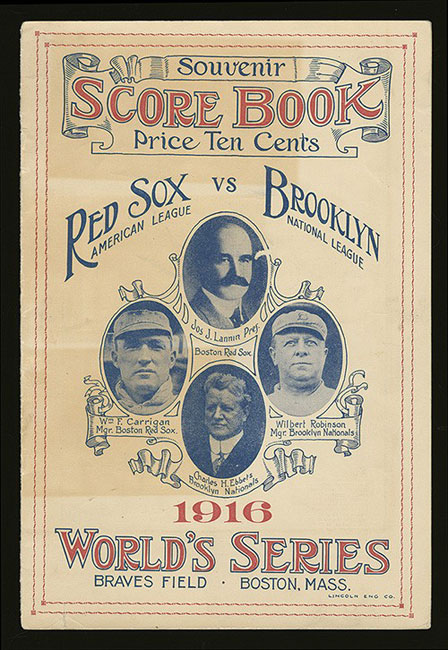 Souvenir
SCORE BOOK
Price Ten Cents
RED SOX VS BROOKLYN
AMERICAN LEAGUE
NATIONAL LEAGUE
Jos J. Lannin Pres.
Boston Red Sox.
Wm F. Carrigan
Mgr. Boston Red Sox.
Wilbert Robinson
Mgr. Brooklyn Nationals
Charles H. Ebbets
Brooklyn Nationals
1916
WORLD'S SERIES
BRAVES FIELD · BOSTON, MASS.
LINCOLN ENG CO.